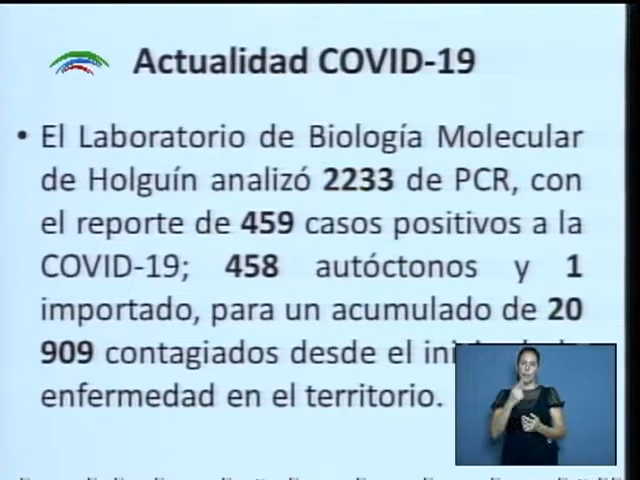 Actualidad COVID-19
• El Laboratorio de Biología Molecular
de Holguín analizó 2233 de PCR, con
el reporte de 459 casos positivos a la
COVID-19; 458 autóctonos y 1
importado, para un acumulado de 20
909 contagiados desde el
enfermedad en el territorio.